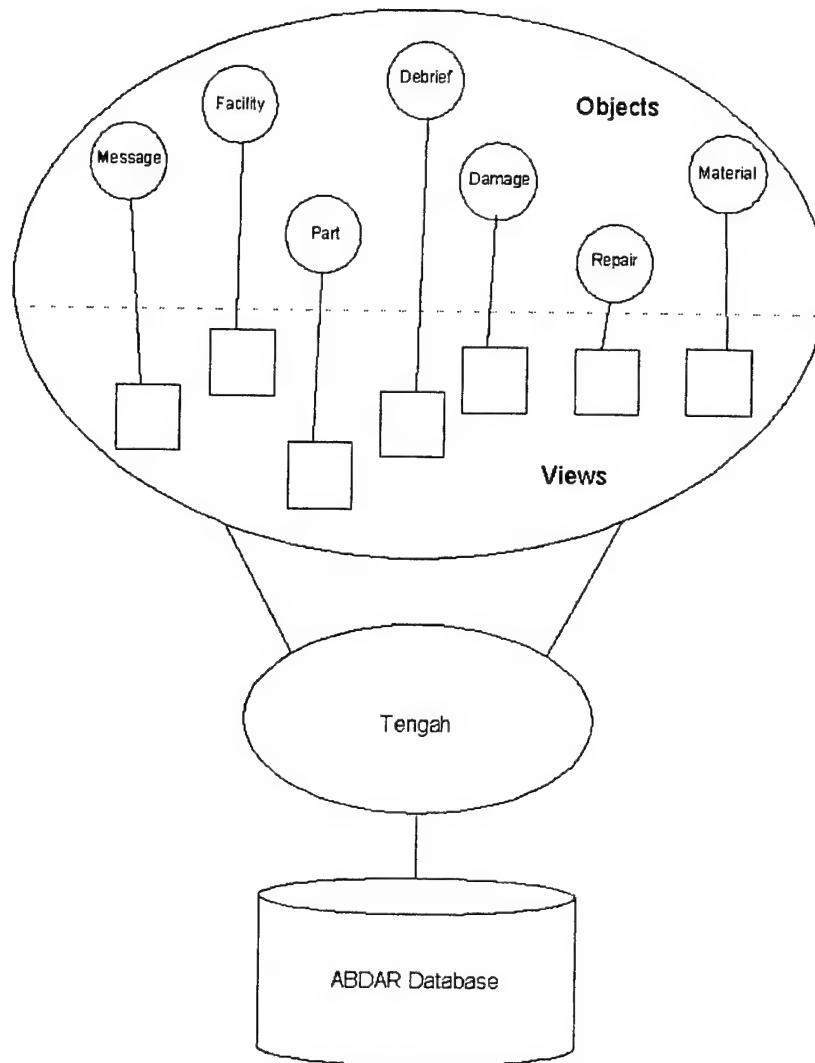 Debrief
Facility
Objects
Message
Damage
Material
Part
Repair
Views
Tengah
ABDAR Database